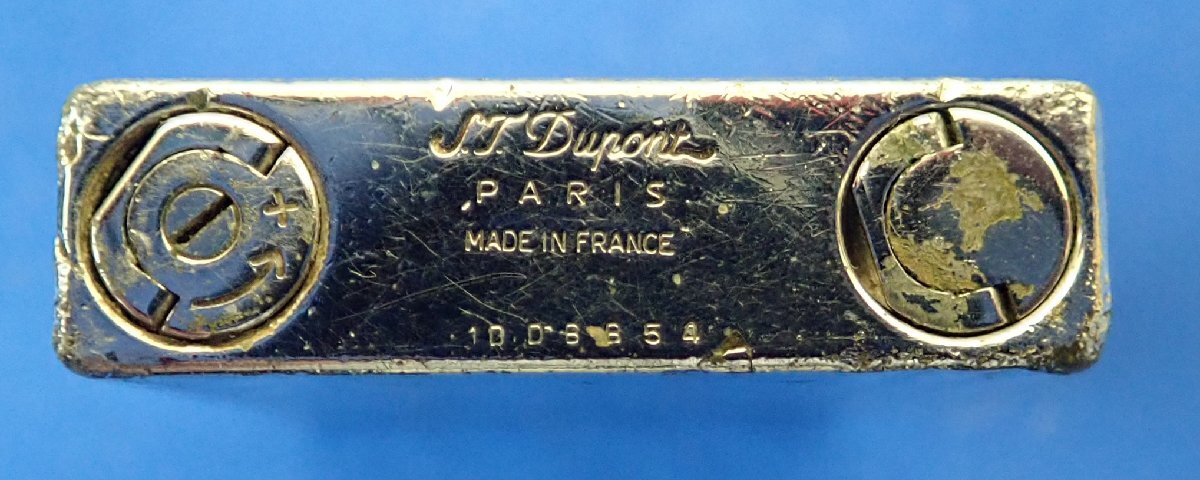 S.T Dupont
PARIS
MADE IN FRANCE
+